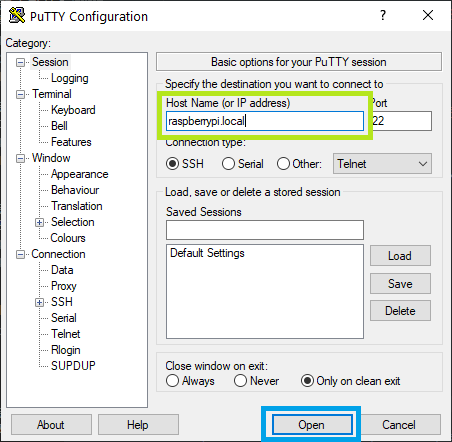 PuTTY Configuration
Category:
Session
Logging
Terminal
Keyboard
Bell
Features
Window
Appearance
Behaviour
Translation
Selection
Colours
Connection
Data
Proxy
SSH
Serial
Telnet
Rlogin
SUPDUP
Basic options for your PuTTY session
Specify the destination you want to connect to
Host Name (or IP address) Port
raspberrypi.local 22
Connection type:
SSH Serial Other: Telnet
Load, save or delete a stored session
Saved Sessions
Default Settings
Load
Save
Delete
Close window on exit:
Always Never Only on clean exit
About Help Open Cancel